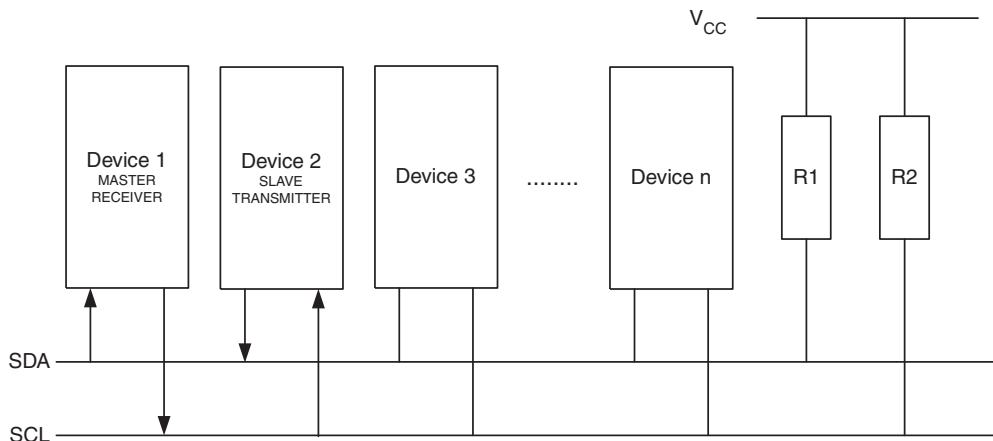 VCC
Device 1
MASTER
RECEIVER
Device 2
SLAVE
TRANSMITTER
Device 3
........
Device n
R1
R2
SDA
SCL